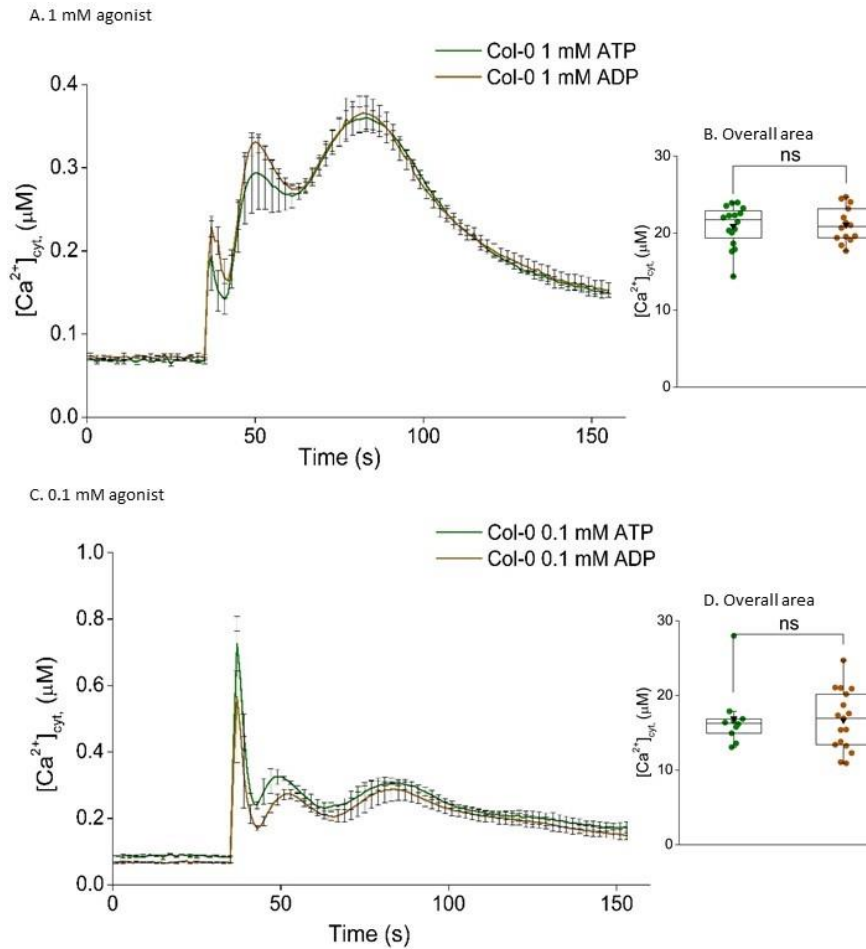 A. 1 mM agonist
Col-0 1 mM ATP
Col-0 1 mM ADP
0.4
0.3
0.2
0.1
0.0
[Ca²⁺]cyt, (μM)
0 50 100 150
Time (s)
B. Overall area
ns
30
20
10
0
[Ca²⁺]cyt, (μM)
C. 0.1 mM agonist
Col-0 0.1 mM ATP
Col-0 0.1 mM ADP
1.0
0.8
0.6
0.4
0.2
0.0
[Ca²⁺]cyt, (μM)
0 50 100 150
Time (s)
D. Overall area
ns
30
20
10
0
[Ca²⁺]cyt, (μM)